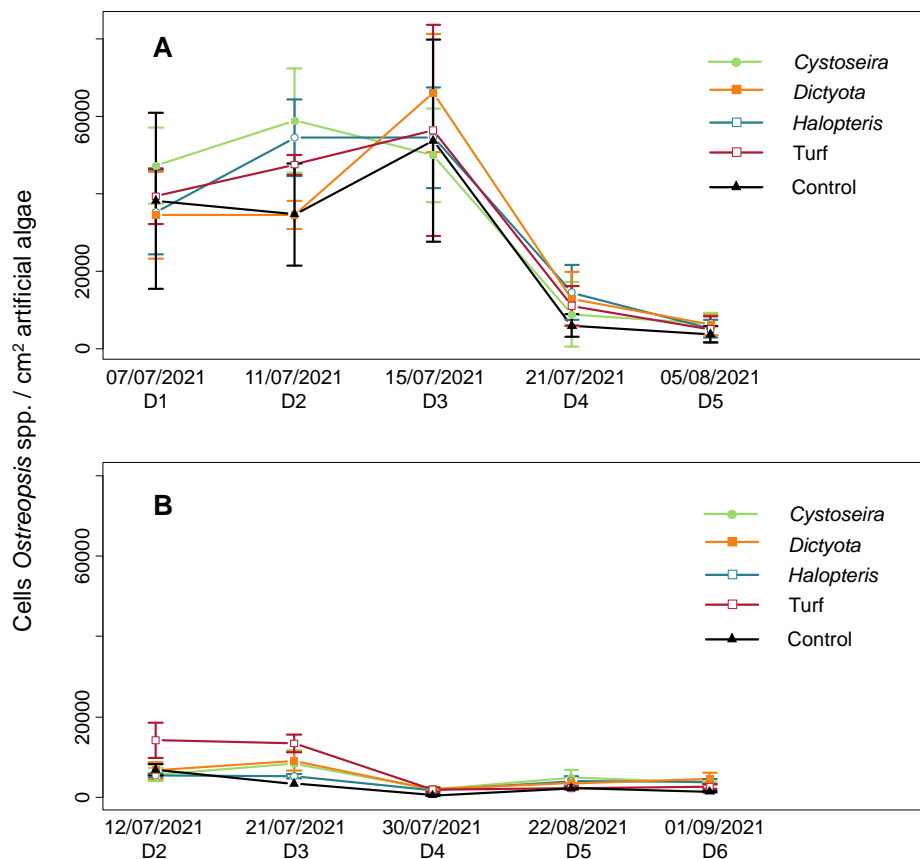 Cells Ostreopsis spp. / cm² artificial algae
A
60000
20000
0
Cystoseira
Dictyota
Halopteris
Turf
Control
07/07/2021 11/07/2021 15/07/2021 21/07/2021 05/08/2021
D1 D2 D3 D4 D5
B
60000
20000
0
Cystoseira
Dictyota
Halopteris
Turf
Control
12/07/2021 21/07/2021 30/07/2021 22/08/2021 01/09/2021
D2 D3 D4 D5 D6